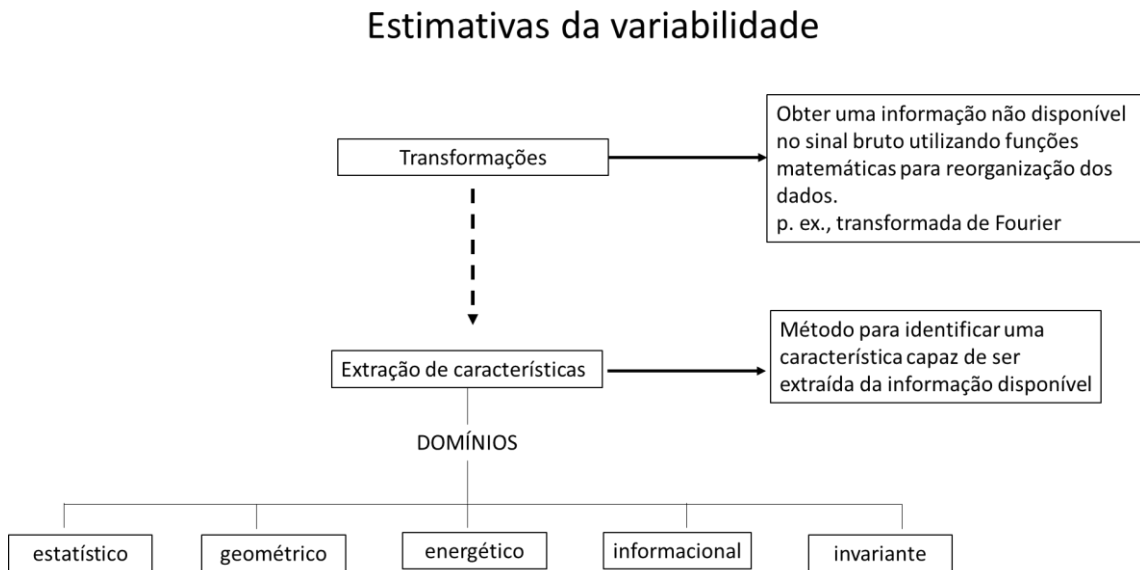 Estimativas da variabilidade
Transformações
Obter uma informação não disponível
no sinal bruto utilizando funções
matemáticas para reorganização dos
dados.
p. ex., transformada de Fourier
Extração de características
Método para identificar uma
característica capaz de ser
extraída da informação disponível
DOMÍNIOS
estatístico
geométrico
energético
informacional
invariante